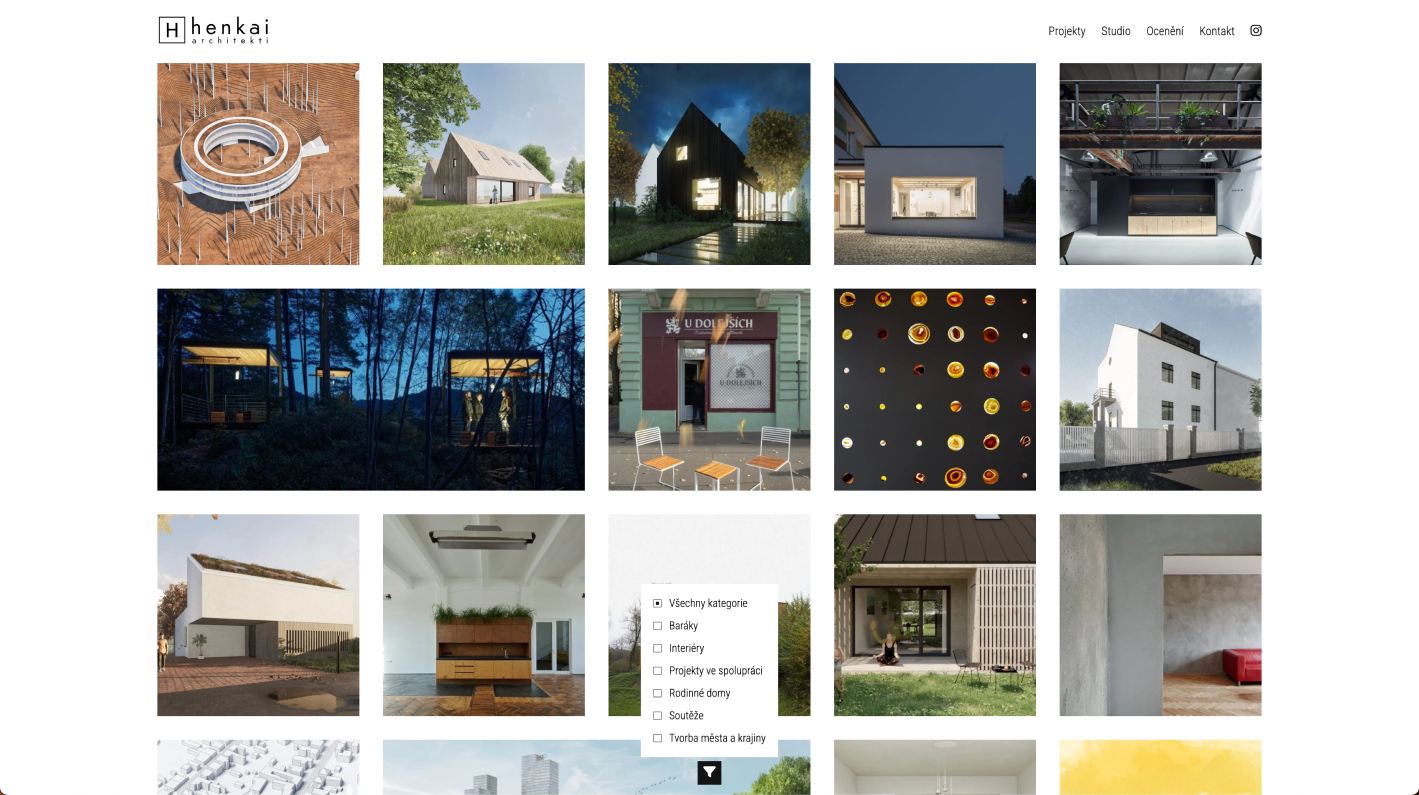 H henkai
architekti
Projekty Studio Ocenění Kontakt
U DOLEJŠÍCH
U DOLEJŠÍCH
Všechny kategorie
Baráky
Interiéry
Projekty ve spolupráci
Rodinné domy
Soutěže
Tvorba města a krajiny